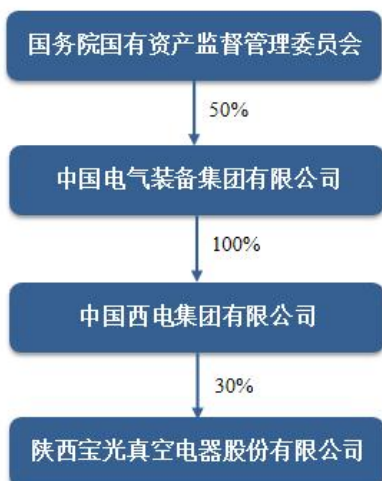 国务院国有资产监督管理委员会
50%
中国电气装备集团有限公司
100%
中国西电集团有限公司
30%
陕西宝光真空电器股份有限公司